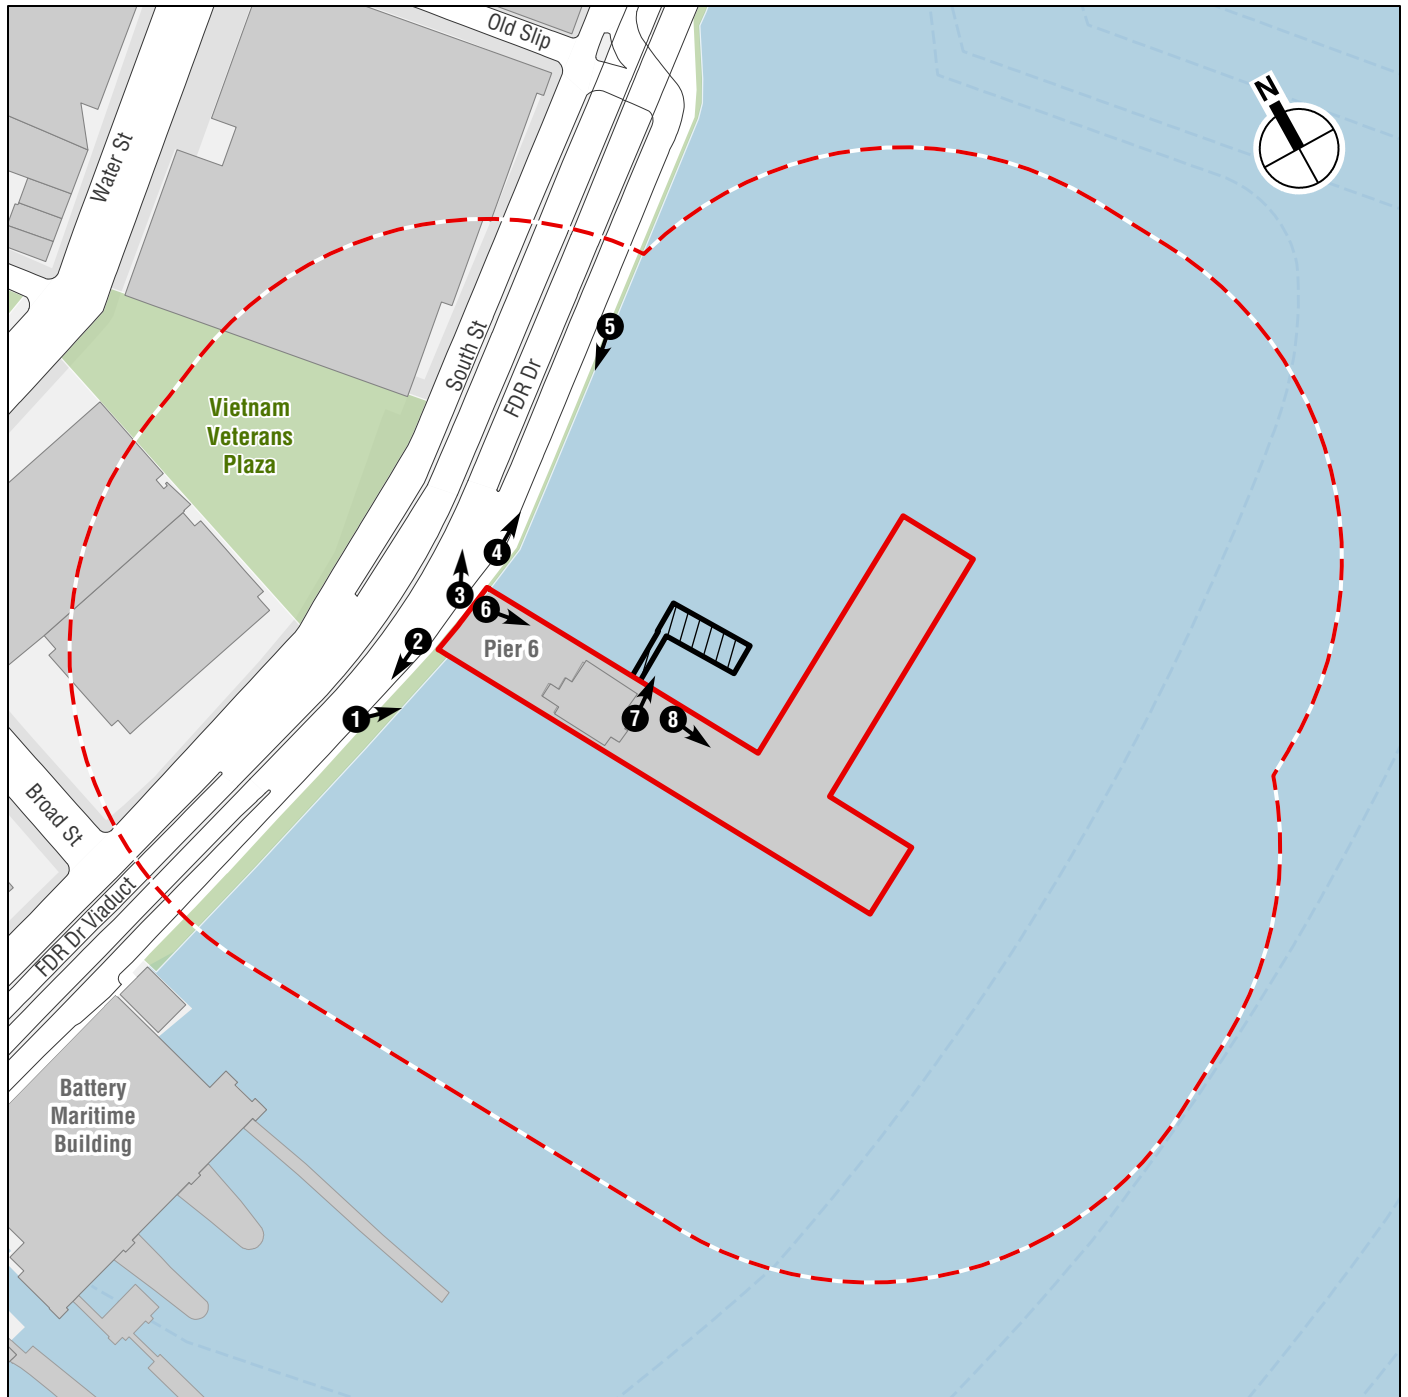 Old Slip
N
Water St
5
South St
FDR Dr
Vietnam
Veterans
Plaza
4
3
6
2
Pier 6
1
7
8
Broad St
FDR Dr Viaduct
Battery
Maritime
Building